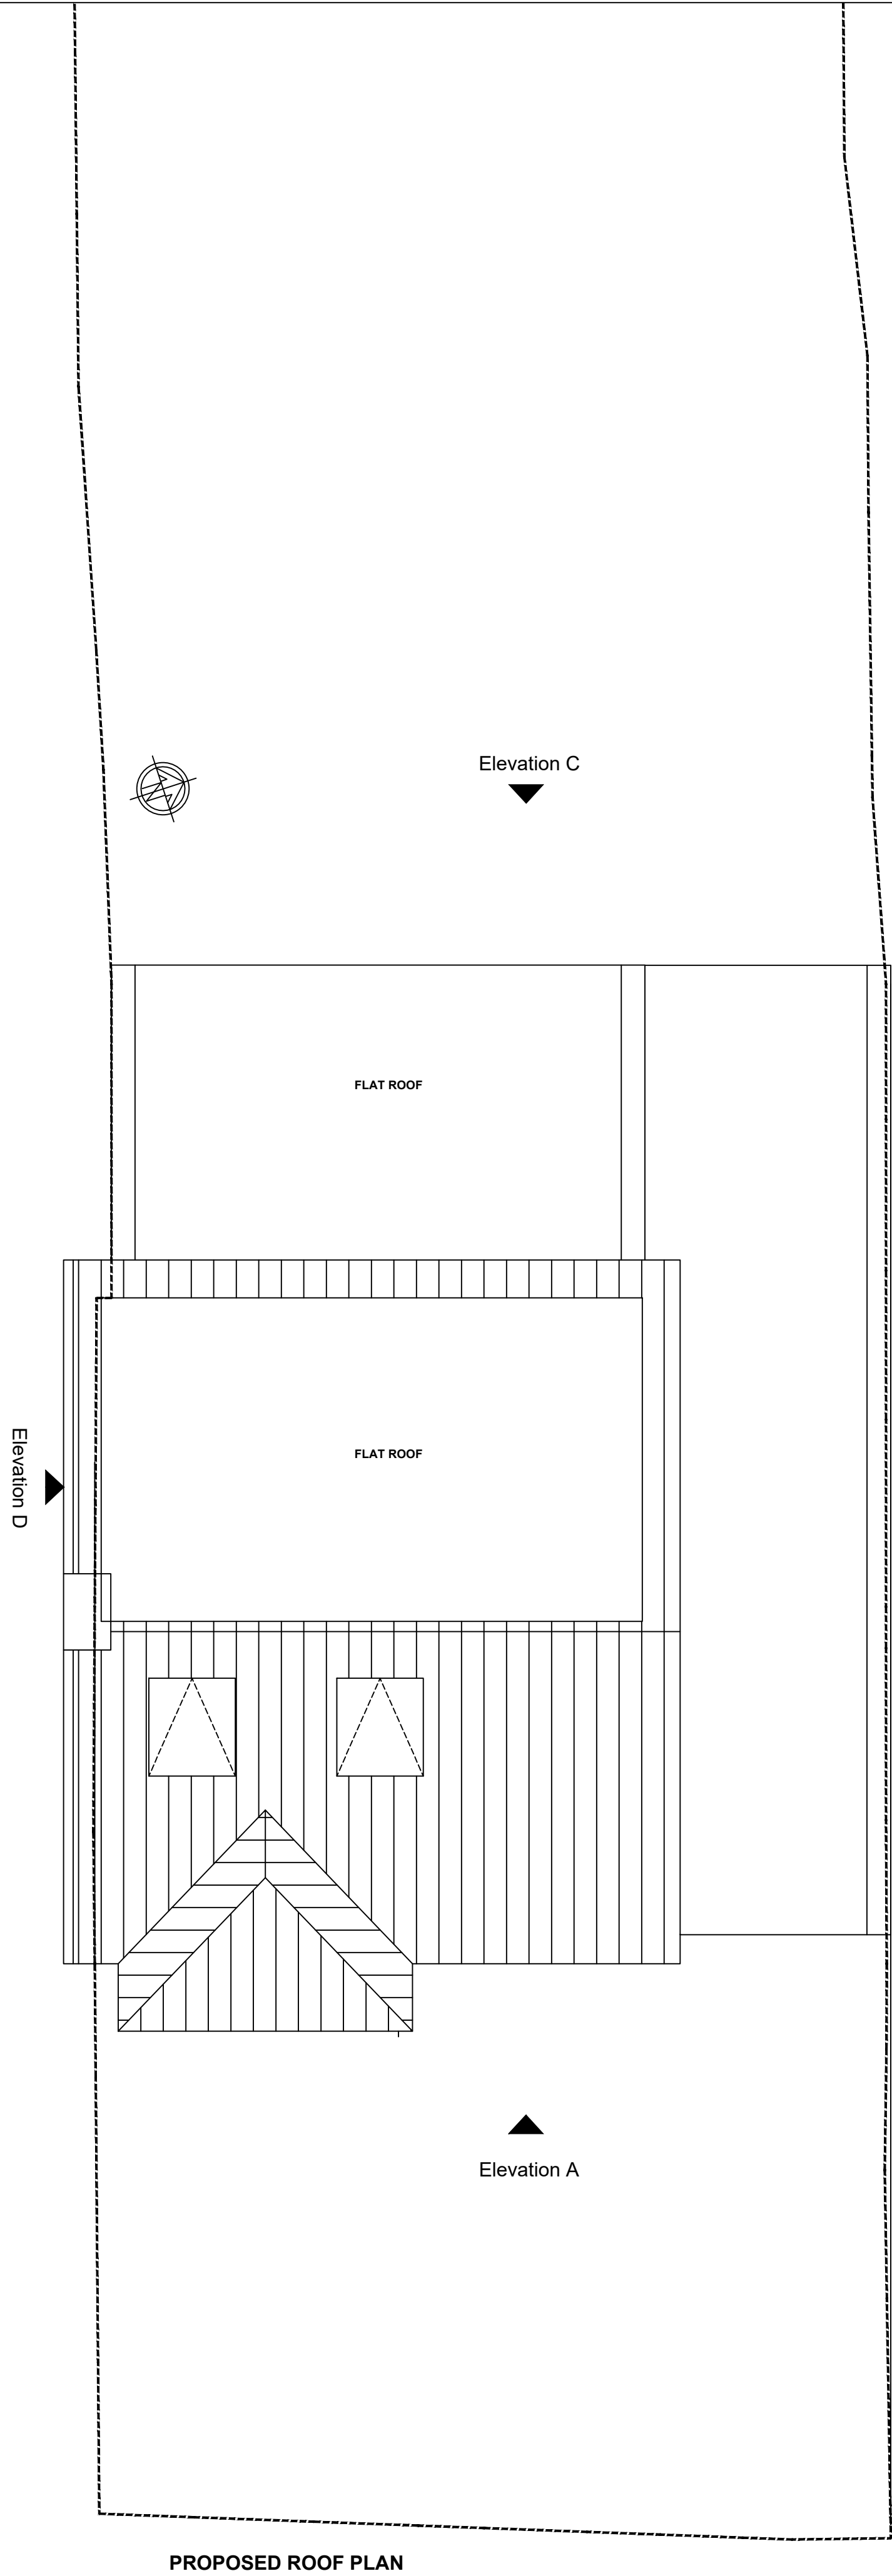 Elevation C
FLAT ROOF
FLAT ROOF
Elevation D
Elevation A
PROPOSED ROOF PLAN